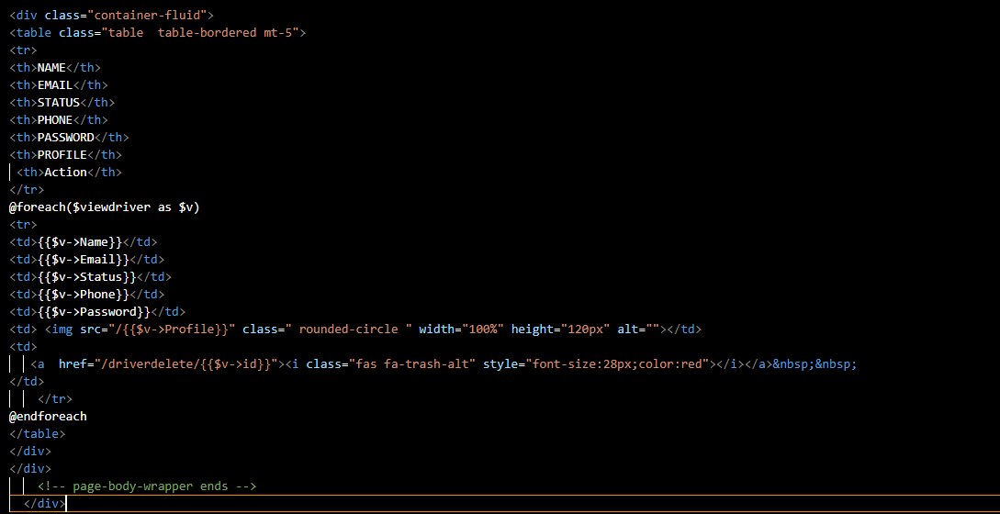 <div class="container-fluid">
<table class="table  table-bordered mt-5">
<tr>
<th>NAME</th>
<th>EMAIL</th>
<th>STATUS</th>
<th>PHONE</th>
<th>PASSWORD</th>
<th>PROFILE</th>
 <th>Action</th>
</tr>
@foreach($viewdriver as $v)
<tr>
<td>{{$v->Name}}</td>
<td>{{$v->Email}}</td>
<td>{{$v->Status}}</td>
<td>{{$v->Phone}}</td>
<td>{{$v->Password}}</td>
<td> <img src="/{{$v->Profile}}" class=" rounded-circle " width="100%" height="120px" alt=""></td>
<td>
   <a  href="/driverdelete/{{$v->id}}"><i class="fas fa-trash-alt" style="font-size:28px;color:red"></i></a>&nbsp;&nbsp;
</td>
    </tr>
@endforeach
</table>
</div>
</div>
    <!-- page-body-wrapper ends -->
  </div>